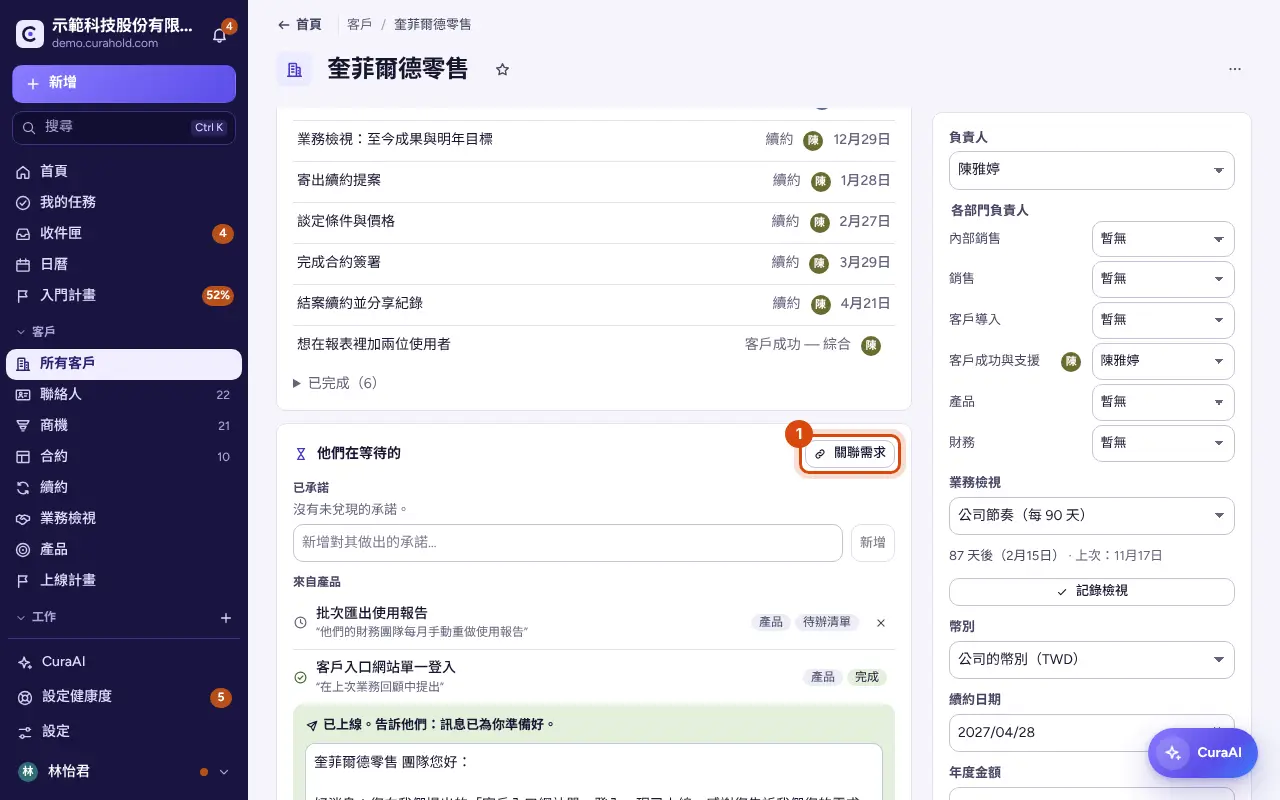 示範科技股份有限...
demo.curahold.com
4
新增
搜尋
Ctrl K
首頁
我的任務
收件匣
4
日曆
入門計畫
52%
客戶
所有客戶
聯絡人
22
商機
21
合約
10
續約
業務檢視
產品
上線計畫
工作
CuraAI
設定健康度
5
設定
林
林怡君
首頁
客戶 / 奎菲爾德零售
奎菲爾德零售
業務檢視：至今成果與明年目標 續約 陳 12月29日
寄出續約提案 續約 陳 1月28日
談定條件與價格 續約 陳 2月27日
完成合約簽署 續約 陳 3月29日
結案續約並分享紀錄 續約 陳 4月21日
想在報表裡加兩位使用者 客戶成功 — 綜合 陳
已完成（6）
1
他們在等待的
關聯需求
已承諾
沒有未兌現的承諾。
新增對其做出的承諾...
新增
來自產品
批次匯出使用報告
“他們的財務團隊每月手動重做使用報告”
產品 待辦清單
客戶入口網站單一登入
“在上次業務回顧中提出”
產品 完成
已上線。告訴他們：訊息已為你準備好。
奎菲爾德零售 團隊您好：
負責人
陳雅婷
各部門負責人
內部銷售 暫無
銷售 暫無
客戶導入 暫無
客戶成功與支援 陳 陳雅婷
產品 暫無
財務 暫無
業務檢視
公司節奏（每 90 天）
87 天後（2月15日） · 上次：11月17日
記錄檢視
幣別
公司的幣別（TWD）
續約日期
2027/04/28
年度金額
CuraAI